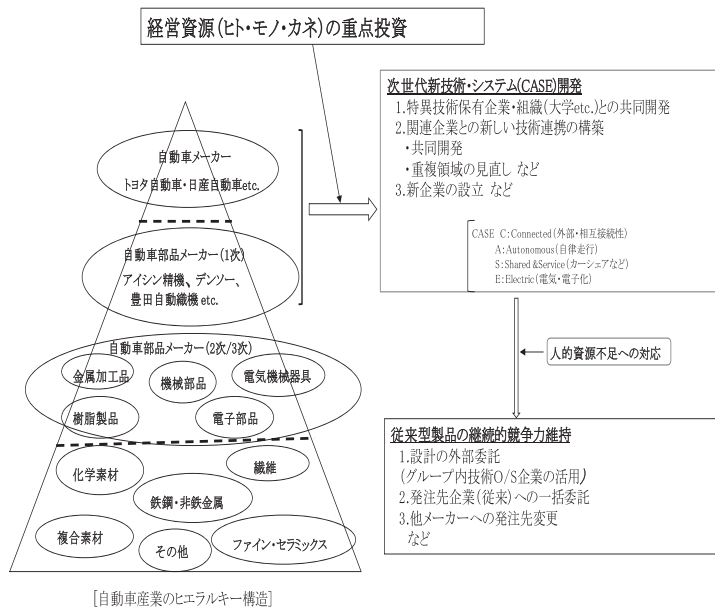 経営資源（ヒト・モノ・カネ）の重点投資
自動車メーカー
トヨタ自動車・日産自動車etc.
自動車部品メーカー（1次）
アイシン精機、デンソー、
豊田自動織機 etc.
自動車部品メーカー（2次/3次）
金属加工品
機械部品
電気機械器具
樹脂製品
電子部品
化学素材
繊維
鉄鋼・非鉄金属
複合素材
その他
ファイン・セラミックス
［自動車産業のヒエラルキー構造］
次世代新技術・システム(CASE)開発
1.特異技術保有企業・組織（大学etc.）との共同開発
2.関連企業との新しい技術連携の構築
・共同開発
・重複領域の見直し など
3.新企業の設立 など
CASE C：Connected（外部・相互接続性）
A：Autonomous（自律走行）
S：Shared &Service（カーシェアなど）
E：Electric（電気・電子化）
人的資源不足への対応
従来型製品の継続的競争力維持
1.設計の外部委託
（グループ内技術O/S企業の活用）
2.発注先企業（従来）への一括委託
3.他メーカーへの発注先変更
など